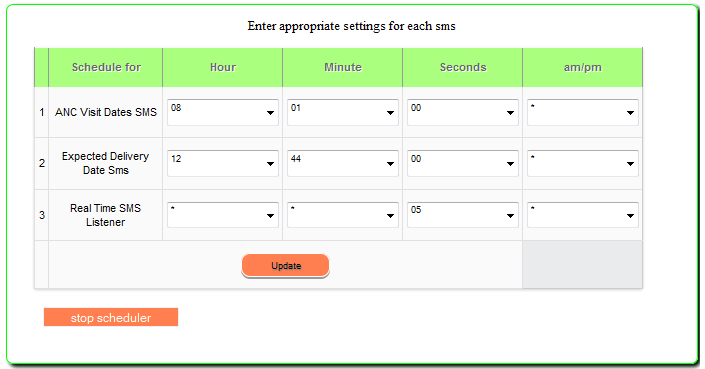 Enter appropriate settings for each sms
Schedule for Hour Minute Seconds am/pm
1 ANC Visit Dates SMS 08 01 00 *
2 Expected Delivery Date Sms 12 44 00 *
3 Real Time SMS Listener * * 05 *
Update
stop scheduler